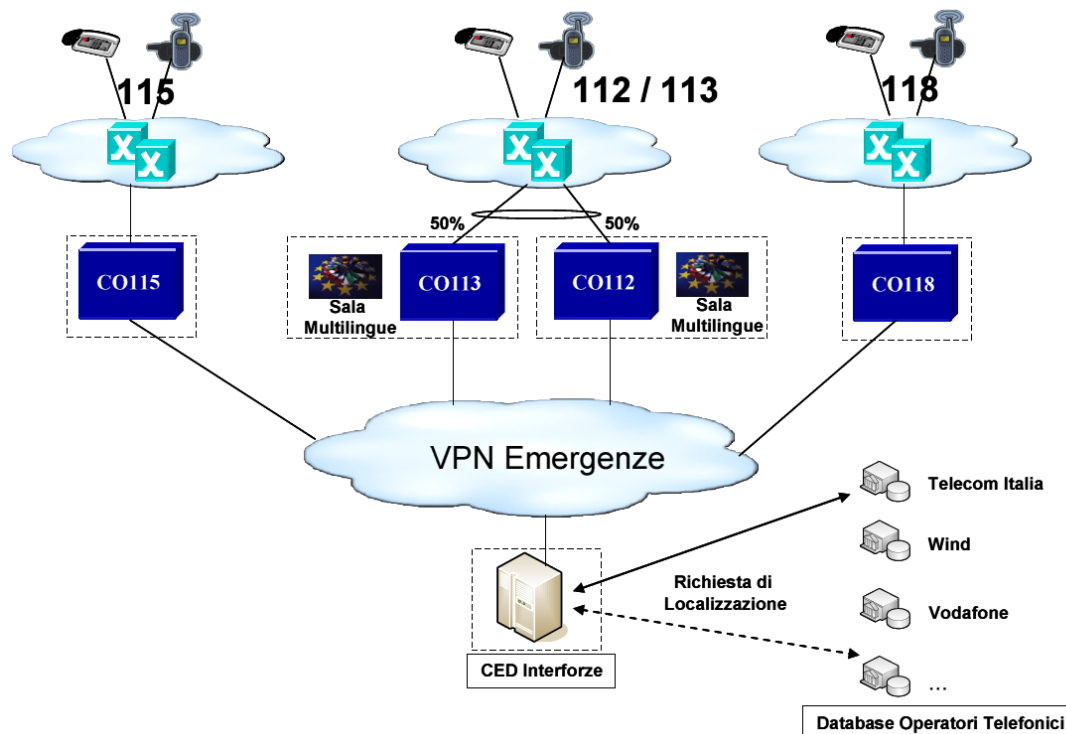 115
112 / 113
118
50%
50%
CO115
Sala
Multilingue
CO113
CO112
Sala
Multilingue
CO118
VPN Emergenze
Telecom Italia
Wind
Richiesta di
Localizzazione
Vodafone
CED Interforze
...
Database Operatori Telefonici